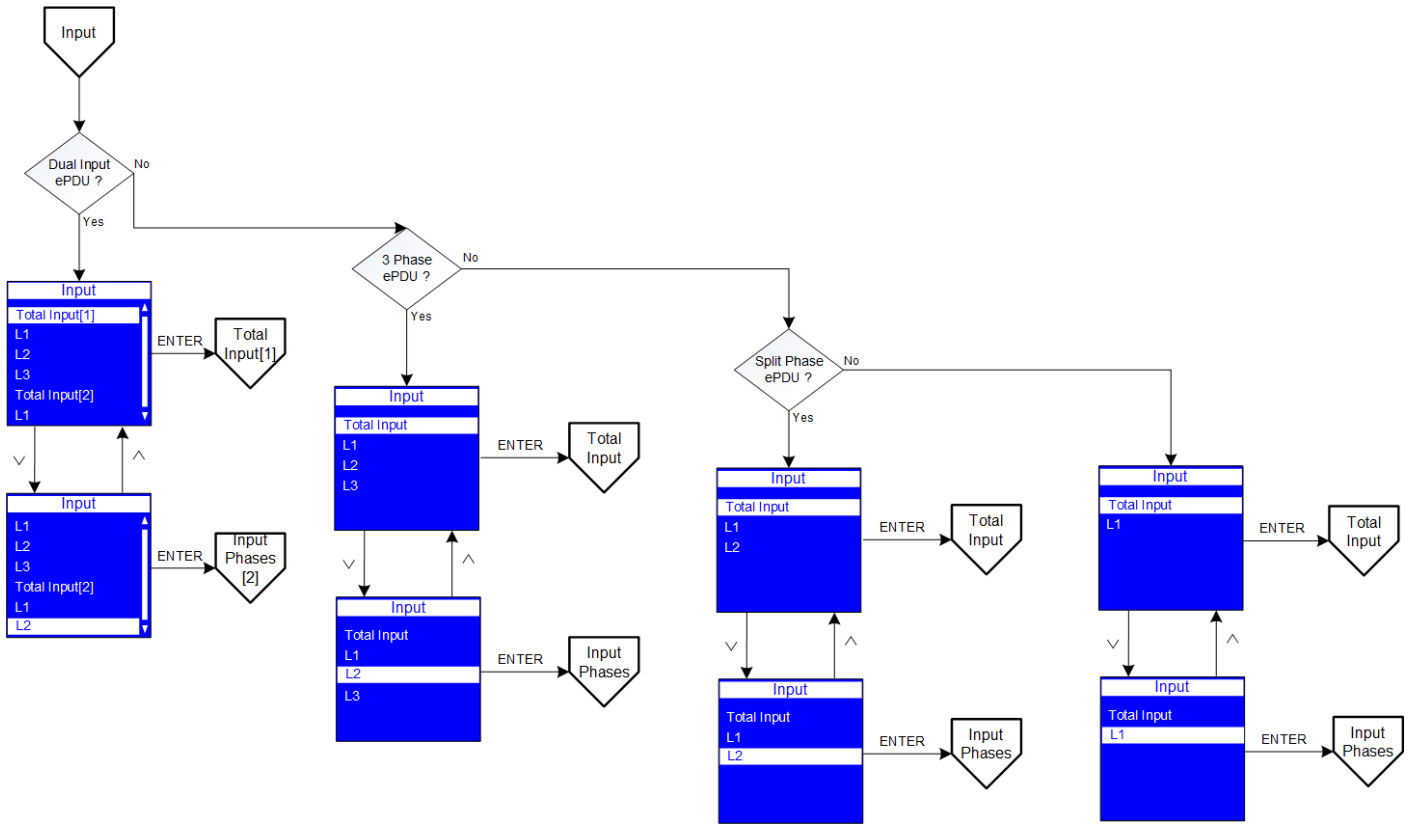 Input
Dual Input
ePDU ?
No
Yes
3 Phase
ePDU ?
No
Yes
Split Phase
ePDU ?
No
Yes
Input
Total Input[1]
L1
L2
L3
Total Input[2]
L1
ENTER
Total
Input[1]
Input
L1
L2
L3
Total Input[2]
L1
L2
ENTER
Input
Phases
[2]
Input
Total Input
L1
L2
L3
ENTER
Total
Input
Input
Total Input
L1
L2
L3
ENTER
Input
Phases
Input
Total Input
L1
L2
ENTER
Total
Input
Input
Total Input
L1
L2
ENTER
Input
Phases
Input
Total Input
L1
ENTER
Total
Input
Input
Total Input
L1
ENTER
Input
Phases